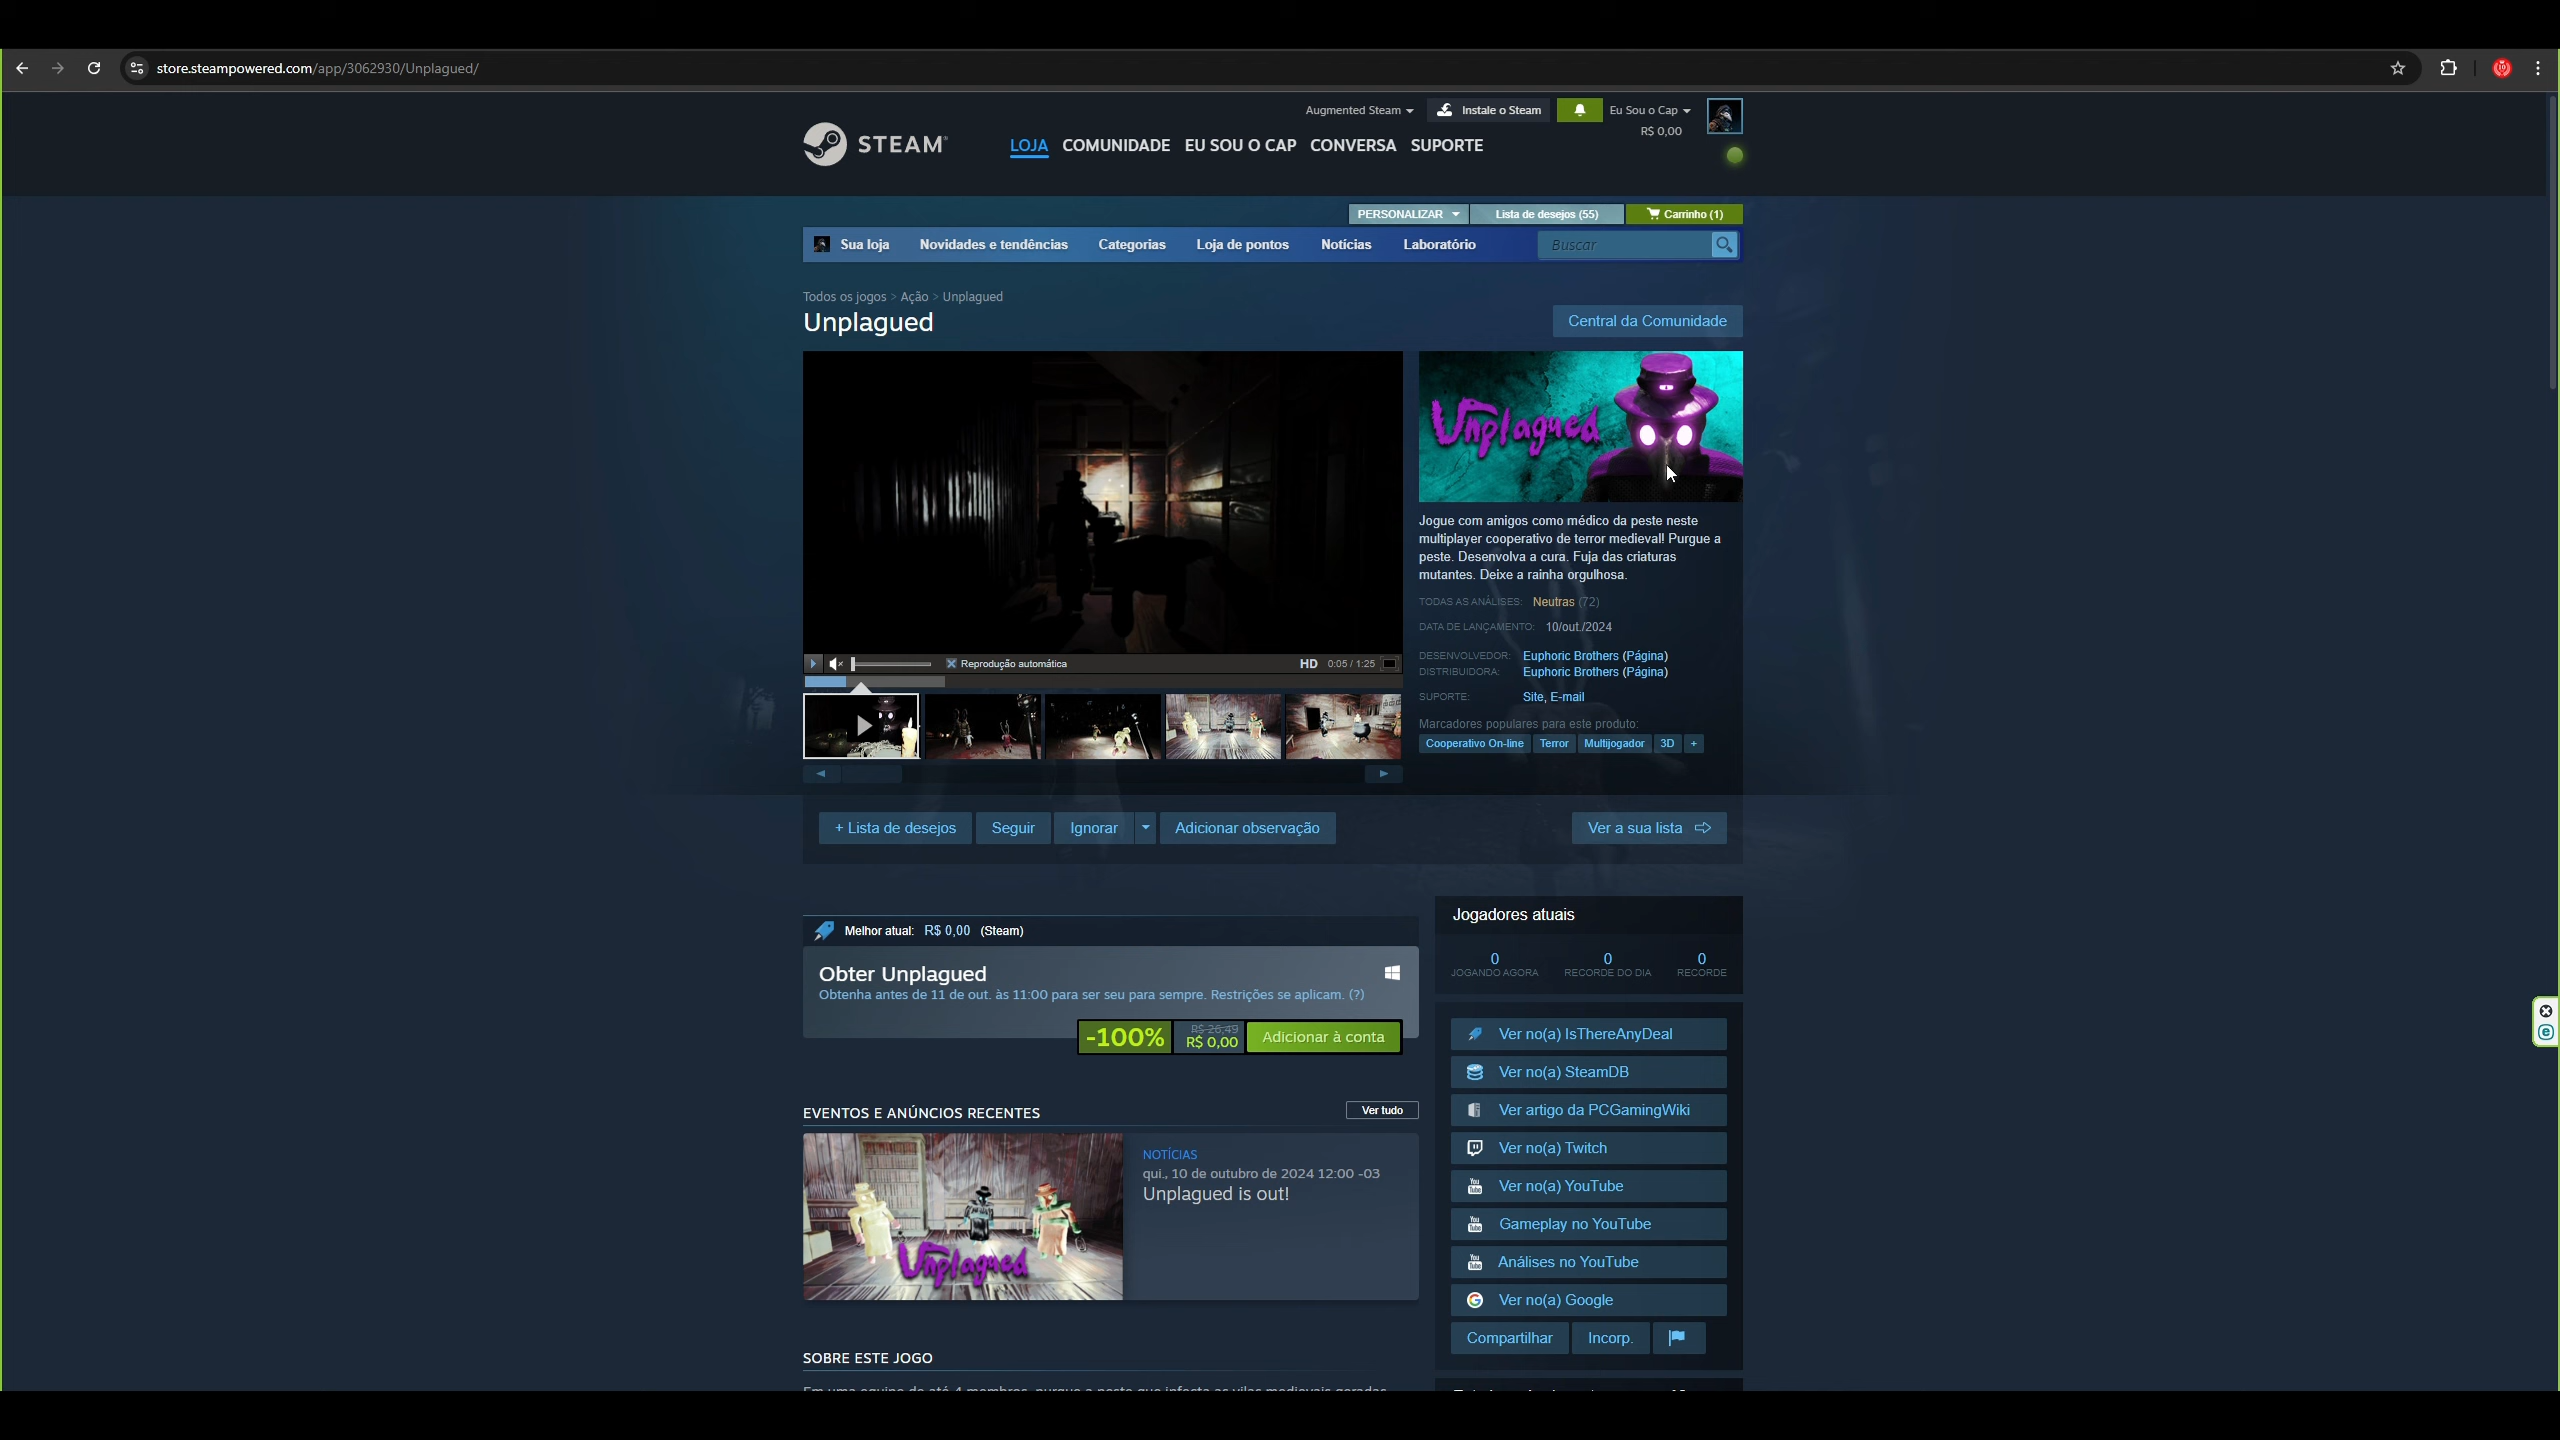 store.steampowered.com/app/3062930/Unplagued/
Augmented Steam
Instale o Steam
Eu Sou o Cap
R$ 0,00
STEAM
LOJA COMUNIDADE EU SOU O CAP CONVERSA SUPORTE
PERSONALIZAR
Lista de desejos (55)
Carrinho (1)
Sua loja
Novidades e tendências
Categorias
Loja de pontos
Notícias
Laboratório
Buscar
Todos os jogos > Ação > Unplagued
Unplagued
Central da Comunidade
Unplagued
Jogue com amigos como médico da peste neste
multiplayer cooperativo de terror medieval! Purgue a
peste. Desenvolva a cura. Fuja das criaturas
mutantes. Deixe a rainha orgulhosa.
TODAS AS ANÁLISES: Neutras (72)
DATA DE LANÇAMENTO: 10/out./2024
DESENVOLVEDOR: Euphoric Brothers (Página)
DISTRIBUIDORA: Euphoric Brothers (Página)
SUPORTE: Site, E-mail
Marcadores populares para este produto:
Cooperativo On-line Terror Multijogador 3D +
Reprodução automática
HD 0:05 / 1:25
+ Lista de desejos
Seguir
Ignorar
Adicionar observação
Ver a sua lista
Melhor atual: R$ 0,00 (Steam)
Obter Unplagued
Obtenha antes de 11 de out. às 11:00 para ser seu para sempre. Restrições se aplicam. (?)
-100%
R$ 26,49
R$ 0,00
Adicionar à conta
Jogadores atuais
0 0 0
JOGANDO AGORA RECORDE DO DIA RECORDE
Ver no(a) IsThereAnyDeal
Ver no(a) SteamDB
Ver artigo da PCGamingWiki
Ver no(a) Twitch
Ver no(a) YouTube
Gameplay no YouTube
Análises no YouTube
Ver no(a) Google
Compartilhar
Incorp.
EVENTOS E ANÚNCIOS RECENTES
Ver tudo
Unplagued
NOTÍCIAS
qui., 10 de outubro de 2024 12:00 -03
Unplagued is out!
SOBRE ESTE JOGO